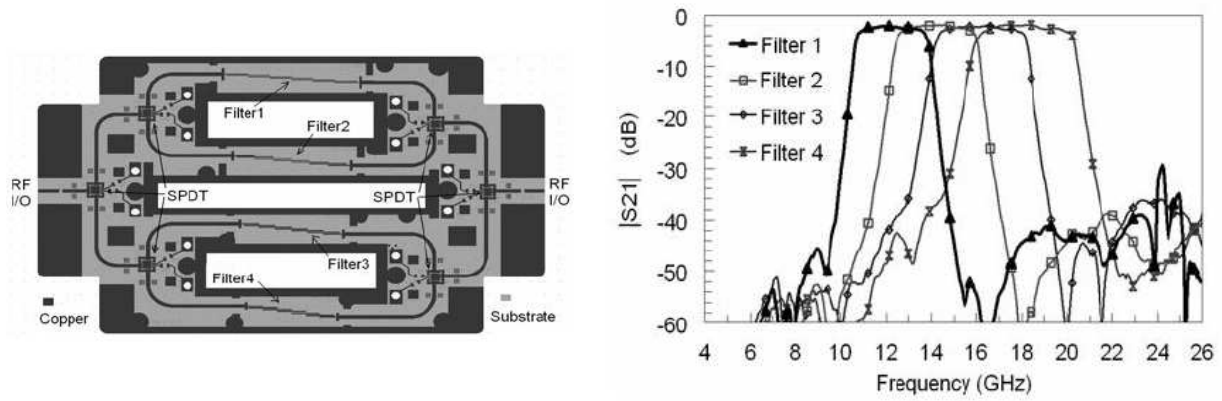 Filter1
Filter2
RF
I/O
SPDT
SPDT
RF
I/O
Filter3
Filter4
Copper
Substrate
0
-10
-20
-30
-40
-50
-60
|S21| (dB)
Filter 1
Filter 2
Filter 3
Filter 4
4 6 8 10 12 14 16 18 20 22 24 26
Frequency (GHz)